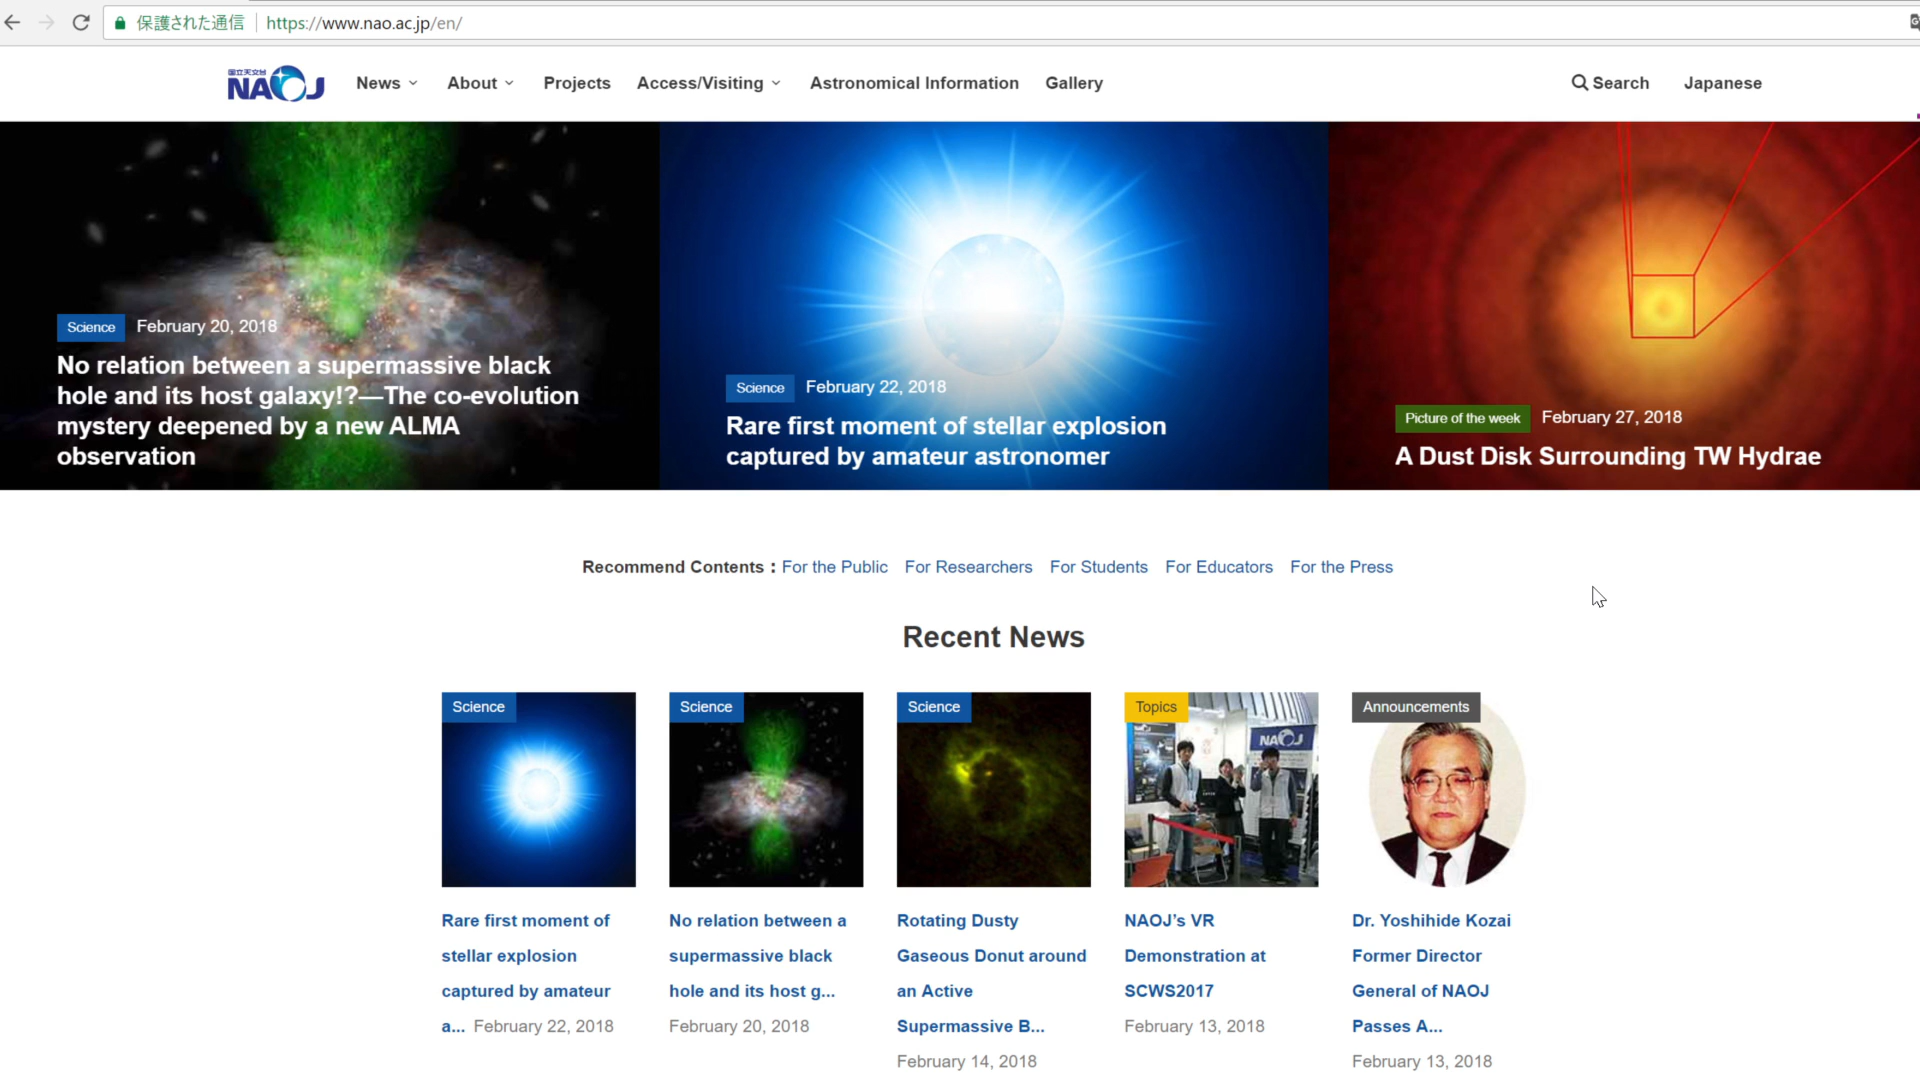 保護された通信 https://www.nao.ac.jp/en/
国立天文台
NAOJ
News About Projects Access/Visiting Astronomical Information Gallery Search Japanese
Science February 20, 2018
No relation between a supermassive black
hole and its host galaxy!?—The co-evolution
mystery deepened by a new ALMA
observation
Science February 22, 2018
Rare first moment of stellar explosion
captured by amateur astronomer
Picture of the week February 27, 2018
A Dust Disk Surrounding TW Hydrae
Recommend Contents : For the Public For Researchers For Students For Educators For the Press
Recent News
Science
Rare first moment of
stellar explosion
captured by amateur
a... February 22, 2018
Science
No relation between a
supermassive black
hole and its host g...
February 20, 2018
Science
Rotating Dusty
Gaseous Donut around
an Active
Supermassive B...
February 14, 2018
Topics
NAOJ
NAOJ’s VR
Demonstration at
SCWS2017
February 13, 2018
Announcements
Dr. Yoshihide Kozai
Former Director
General of NAOJ
Passes A...
February 13, 2018